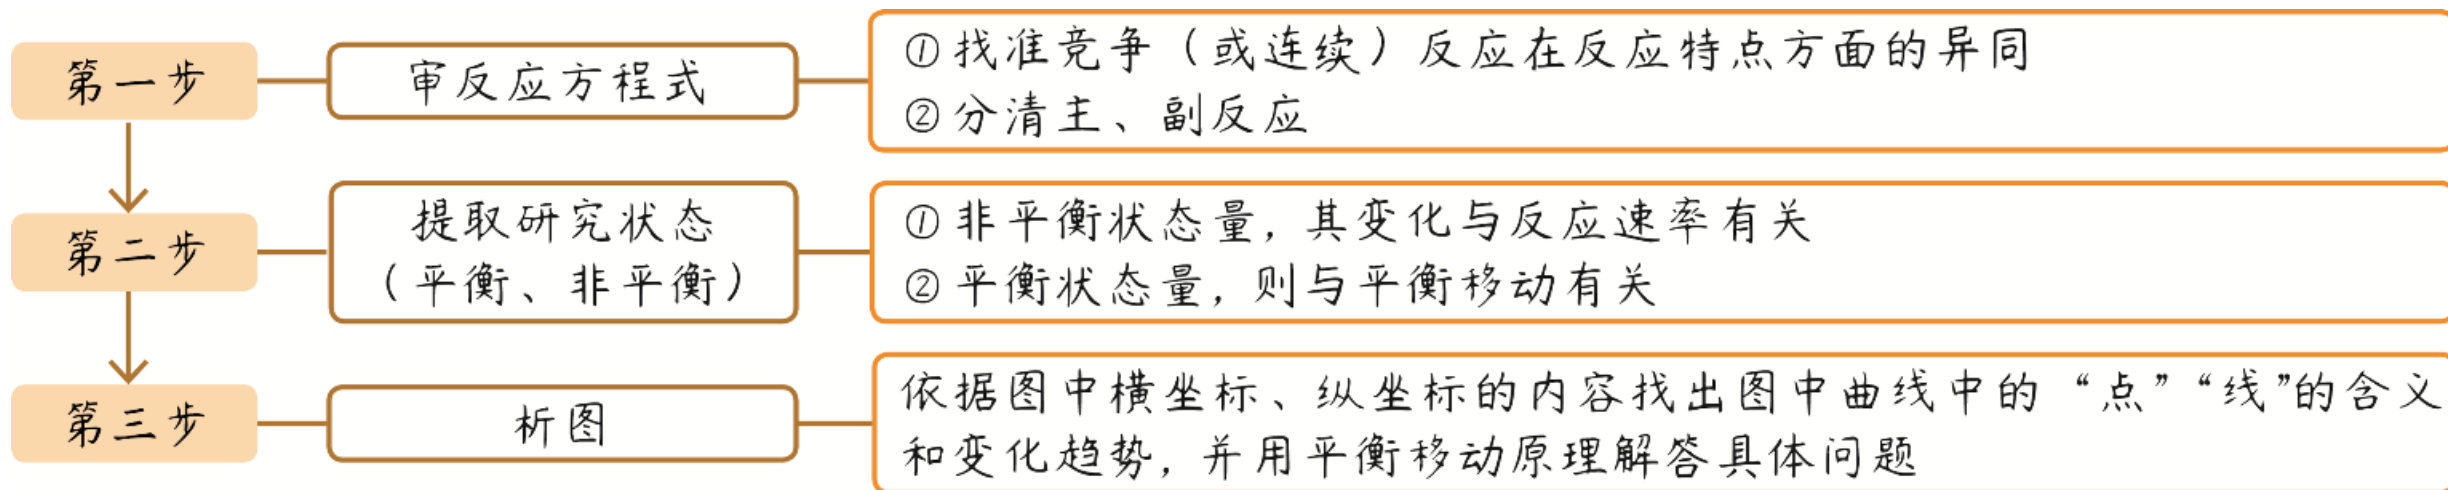 第一步
审反应方程式
①找准竞争（或连续）反应在反应特点方面的异同
②分清主、副反应
第二步
提取研究状态
（平衡、非平衡）
①非平衡状态量，其变化与反应速率有关
②平衡状态量，则与平衡移动有关
第三步
析图
依据图中横坐标、纵坐标的内容找出图中曲线中的“点”“线”的含义
和变化趋势，并用平衡移动原理解答具体问题